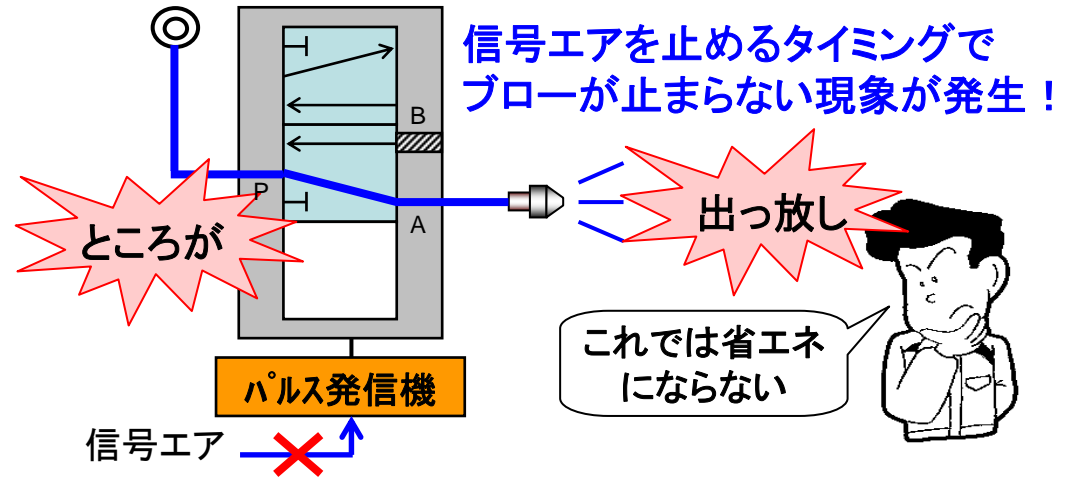 信号エアを止めるタイミングで
ブローが止まらない現象が発生!
B
P
A
ところが
出っ放し
これでは省エネ
にならない
パルス発信機
信号エア